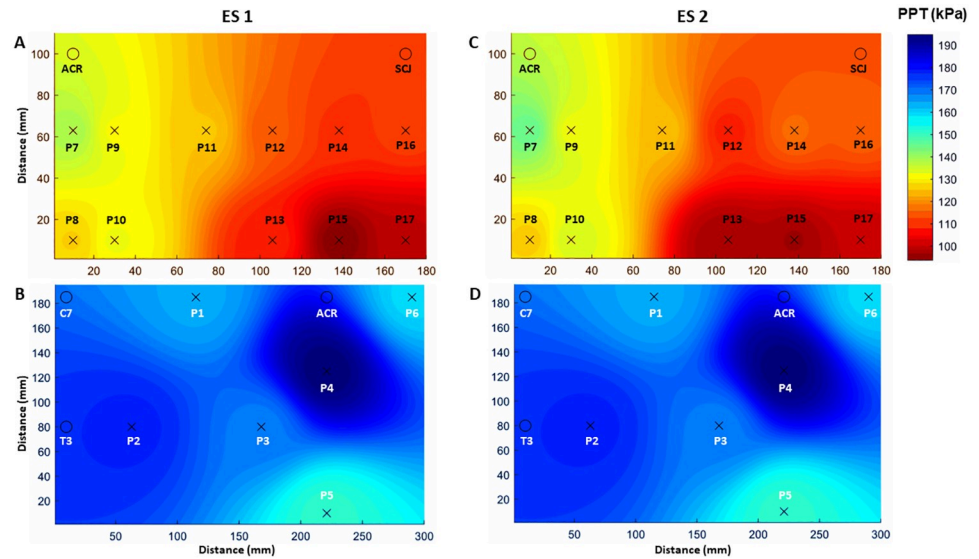 ES 1
ES 2
PPT (kPa)
A
100
80
60
40
20
Distance (mm)
ACR
SCJ
P7
P9
P11
P12
P14
P16
P8
P10
P13
P15
P17
20
40
60
80
100
120
140
160
180
C
100
80
60
40
20
ACR
SCJ
P7
P9
P11
P12
P14
P16
P8
P10
P13
P15
P17
20
40
60
80
100
120
140
160
180
190
180
170
160
150
140
130
120
110
100
B
180
160
140
120
100
80
60
40
20
Distance (mm)
C7
P1
ACR
P6
P4
T3
P2
P3
P5
50
100
150
200
250
300
Distance (mm)
D
180
160
140
120
100
80
60
40
20
C7
P1
ACR
P6
P4
T3
P2
P3
P5
50
100
150
200
250
300
Distance (mm)